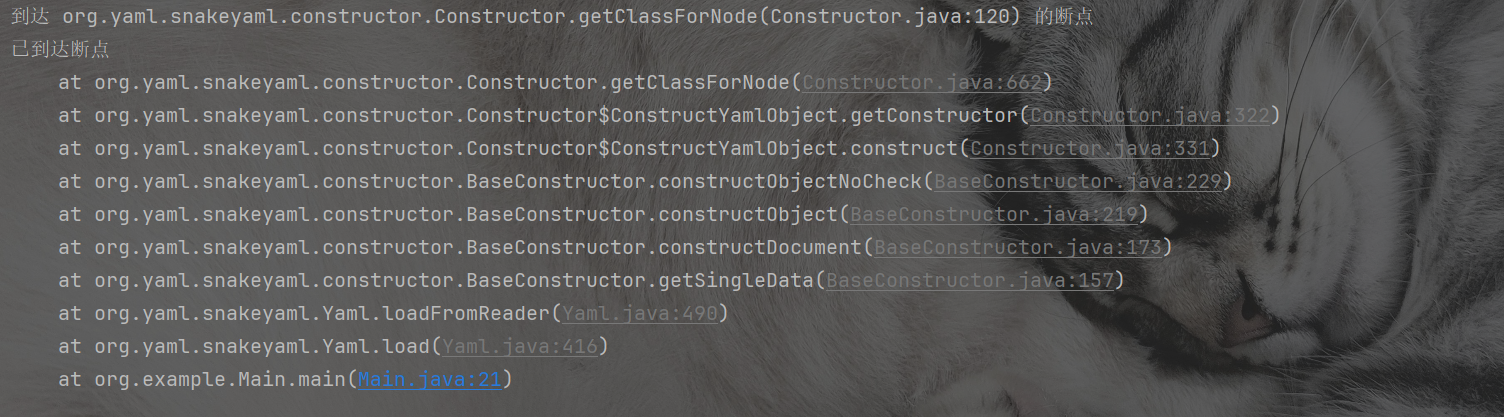 到达 org.yaml.snakeyaml.constructor.Constructor.getClassForNode(Constructor.java:120) 的断点
已到达断点
    at org.yaml.snakeyaml.constructor.Constructor.getClassForNode(Constructor.java:662)
    at org.yaml.snakeyaml.constructor.Constructor$ConstructYamlObject.getConstructor(Constructor.java:322)
    at org.yaml.snakeyaml.constructor.Constructor$ConstructYamlObject.construct(Constructor.java:331)
    at org.yaml.snakeyaml.constructor.BaseConstructor.constructObjectNoCheck(BaseConstructor.java:229)
    at org.yaml.snakeyaml.constructor.BaseConstructor.constructObject(BaseConstructor.java:219)
    at org.yaml.snakeyaml.constructor.BaseConstructor.constructDocument(BaseConstructor.java:173)
    at org.yaml.snakeyaml.constructor.BaseConstructor.getSingleData(BaseConstructor.java:157)
    at org.yaml.snakeyaml.Yaml.loadFromReader(Yaml.java:490)
    at org.yaml.snakeyaml.Yaml.load(Yaml.java:416)
    at org.example.Main.main(Main.java:21)